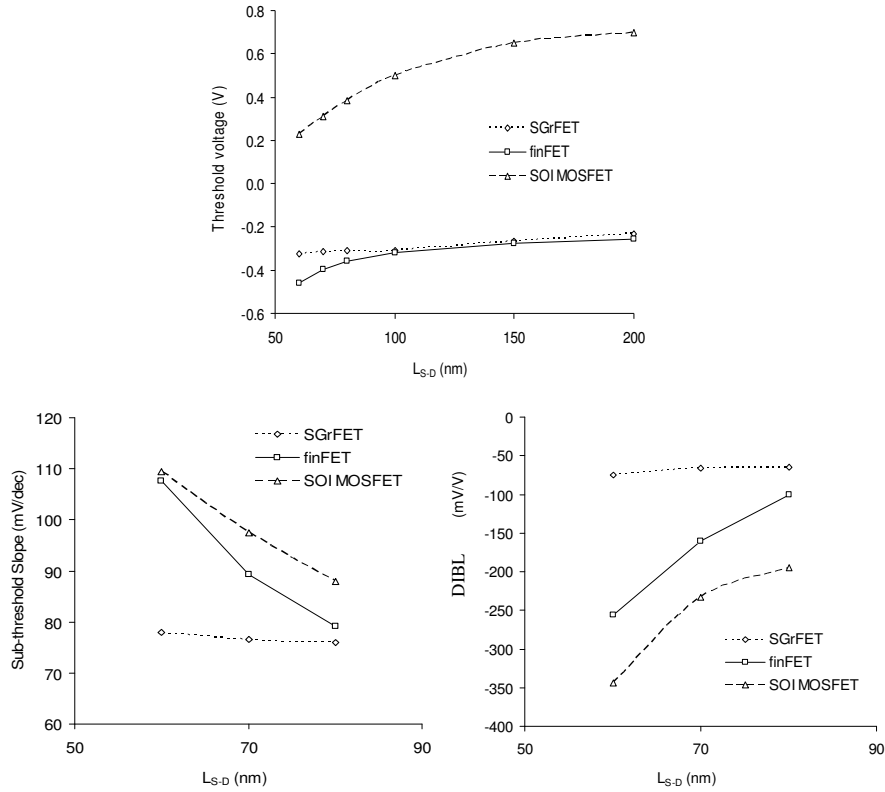 0.8
0.6
0.4
0.2
0.0
-0.2
-0.4
-0.6
Threshold voltage (V)
SGrFET
finFET
SOI MOSFET
50
100
150
200
L_S-D (nm)
120
110
100
90
80
70
60
Sub-threshold Slope (mV/dec)
SGrFET
finFET
SOI MOSFET
50
70
90
L_S-D (nm)
0
-50
-100
-150
-200
-250
-300
-350
-400
DIBL (mV/V)
SGrFET
finFET
SOI MOSFET
50
70
90
L_S-D (nm)